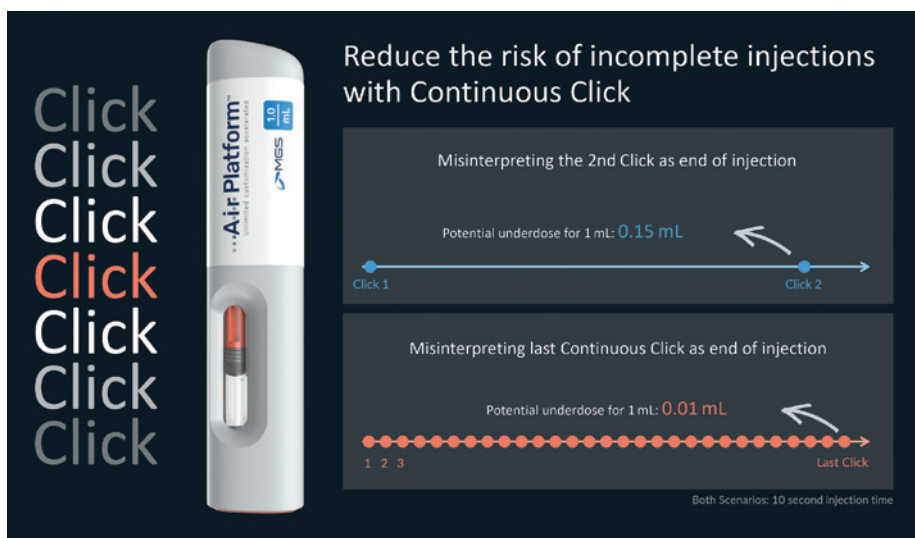 Click
Click
Click
Click
Click
Click
Click
Air Platform™
unlimited customization accelerated
1.0
mL
MGS
Reduce the risk of incomplete injections
with Continuous Click
Misinterpreting the 2nd Click as end of injection
Potential underdose for 1 mL: 0.15 mL
Click 1
Click 2
Misinterpreting last Continuous Click as end of injection
Potential underdose for 1 mL: 0.01 mL
1 2 3
Last Click
Both Scenarios: 10 second injection time